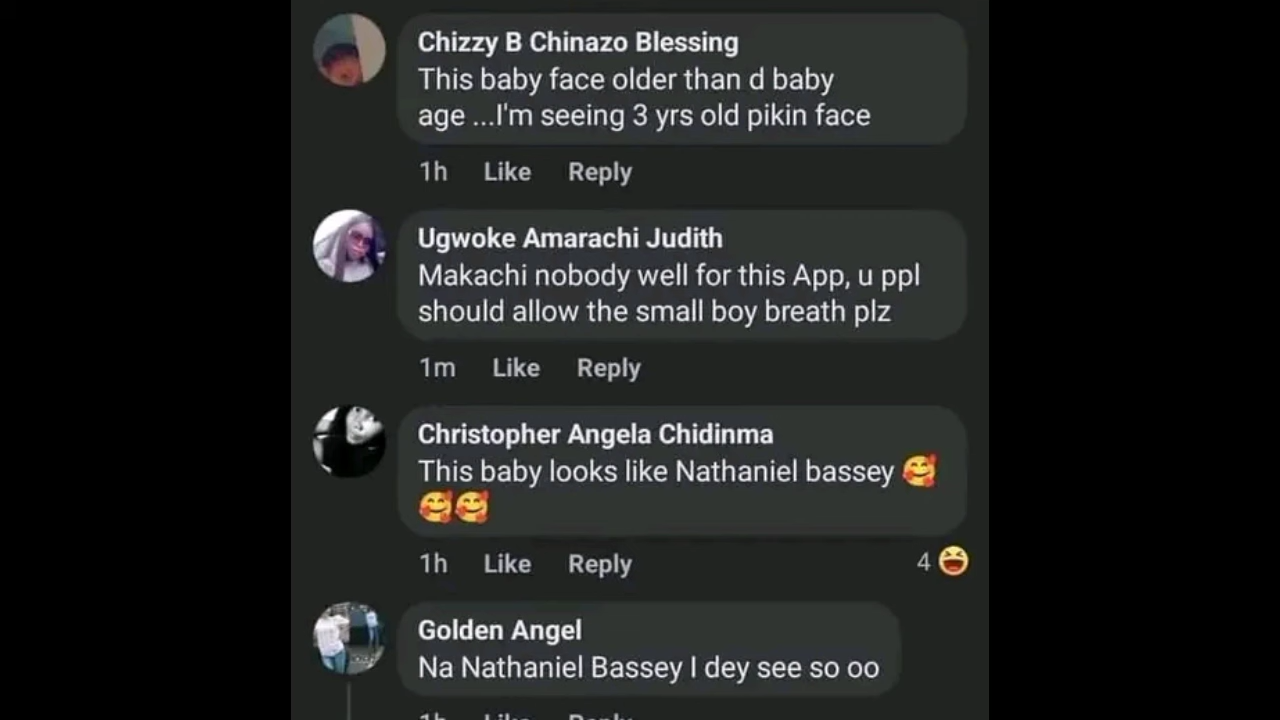 Chizzy B Chinazo Blessing
This baby face older than d baby
age ...I'm seeing 3 yrs old pikin face
1h Like Reply
Ugwoke Amarachi Judith
Makachi nobody well for this App, u ppl
should allow the small boy breath plz
1m Like Reply
Christopher Angela Chidinma
This baby looks like Nathaniel bassey 🥰
🥰🥰
1h Like Reply 4 😆
Golden Angel
Na Nathaniel Bassey I dey see so oo
1h Like Reply